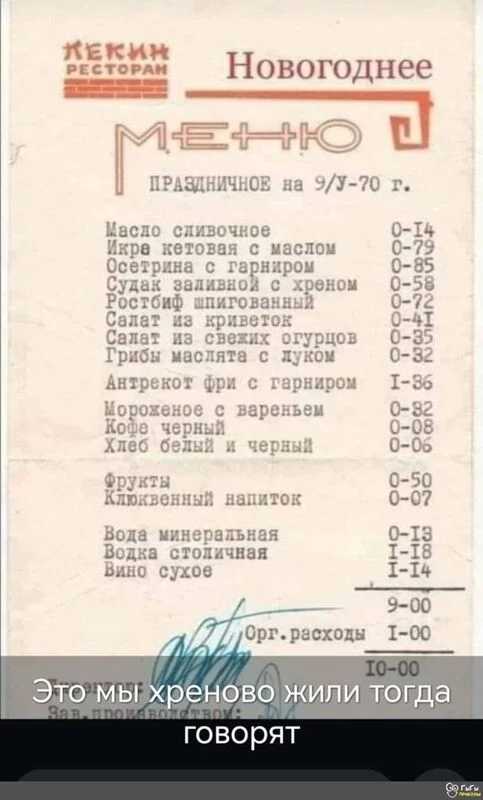 ПЕКИН
РЕСТОРАН
Новогоднее
МЕНЮ
ПРАЗДНИЧНОЕ на 9/У-70 г.
Масло сливочное 0-14
Икра кетовая с маслом 0-79
Осетрина с гарниром 0-85
Судак заливной с хреном 0-58
Ростбиф шпигованный 0-72
Салат из криветок 0-41
Салат из свежих огурцов 0-35
Грибы маслята с луком 0-32
Антрекот фри с гарниром 1-36
Мороженое с вареньем 0-32
Кофе черный 0-08
Хлеб белый и черный 0-06
Фрукты 0-50
Клюквенный напиток 0-07
Вода минеральная 0-13
Водка столичная 1-18
Вино сухое 1-14
9-00
Орг.расходы 1-00
10-00
Директор:
Зав.производством:
Это мы хреново жили тогда
говорят